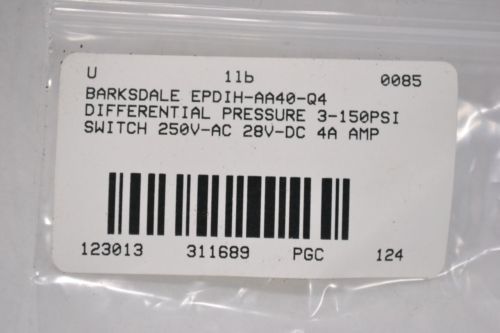 U 1lb 0085
BARKSDALE EPDIH-AA40-Q4
DIFFERENTIAL PRESSURE 3-150PSI
SWITCH 250V-AC 28V-DC 4A AMP
123013 311689 PGC 124